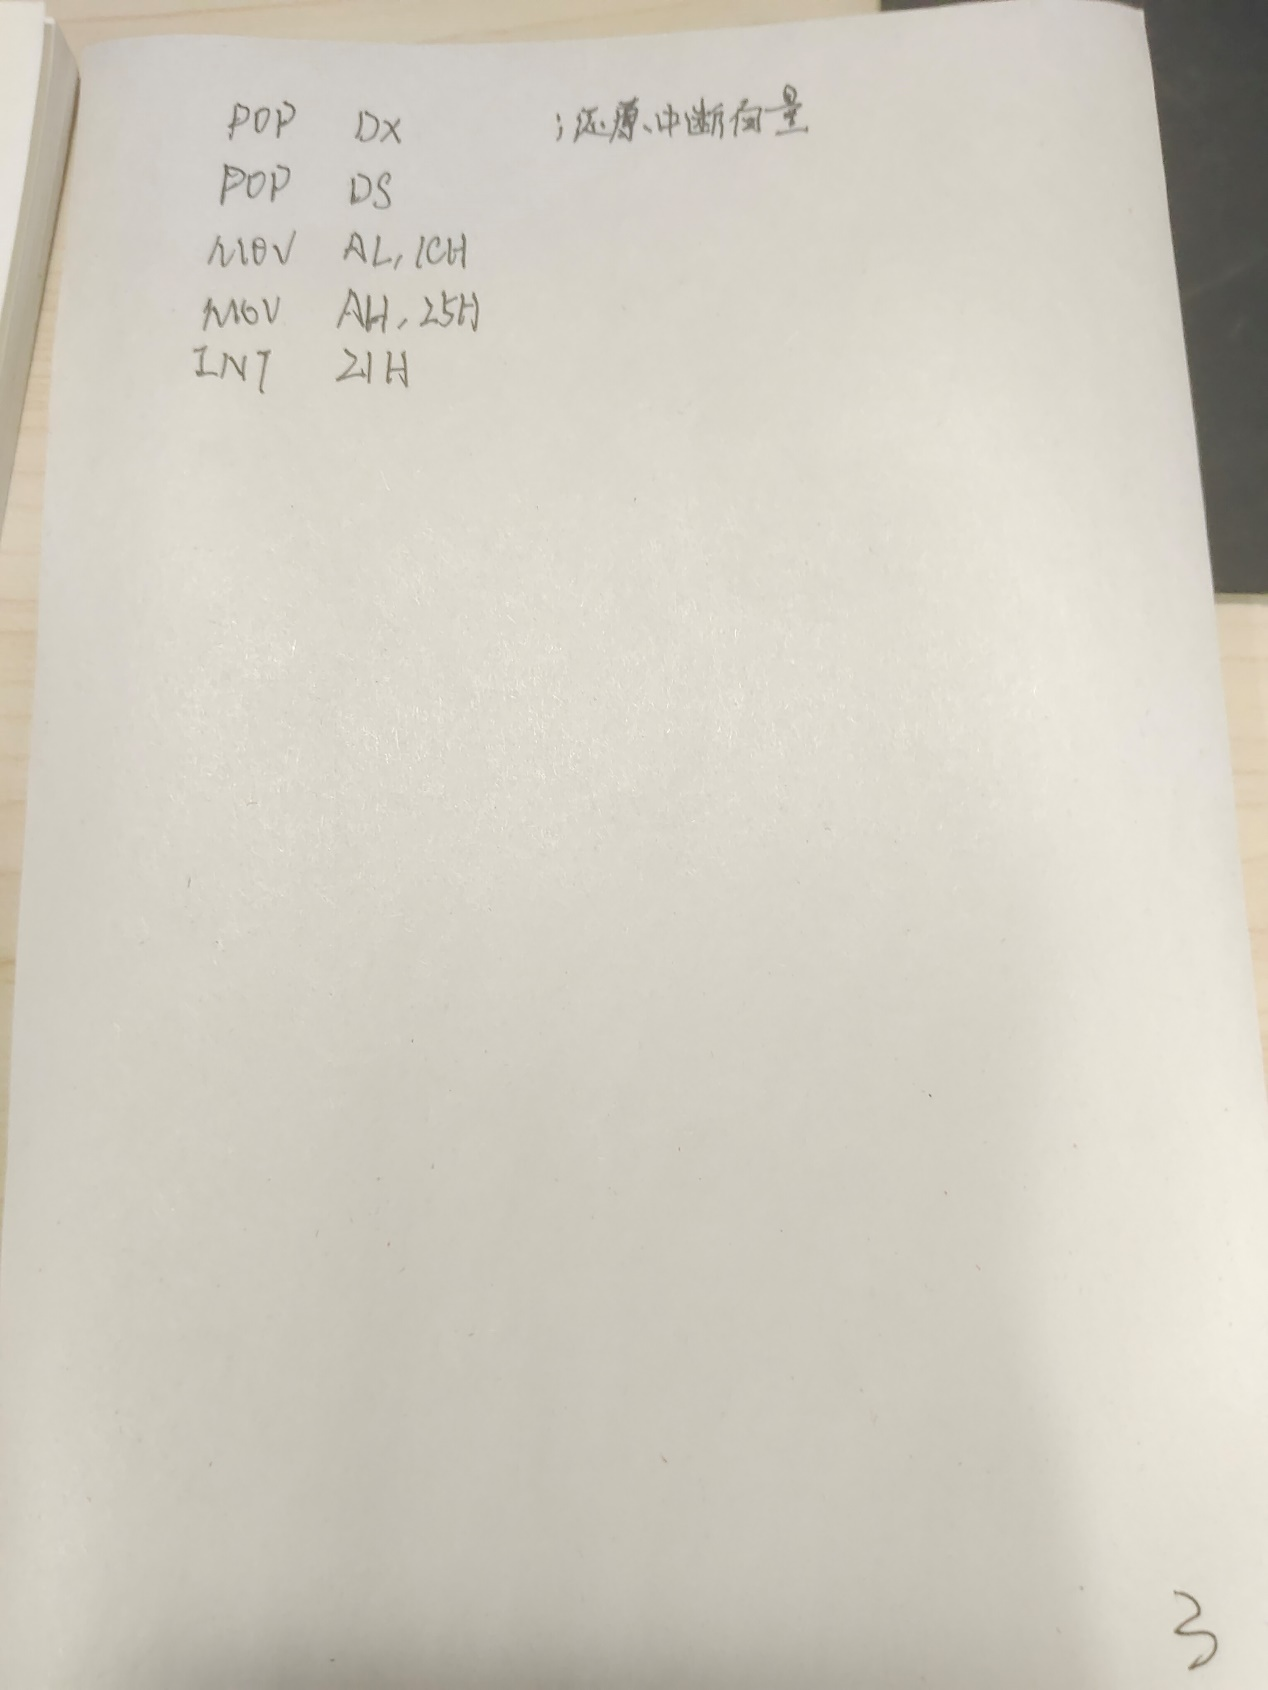 POP DX ;还原中断向量
POP DS
MOV AL, 1CH
MOV AH, 25H
INT 21H
3